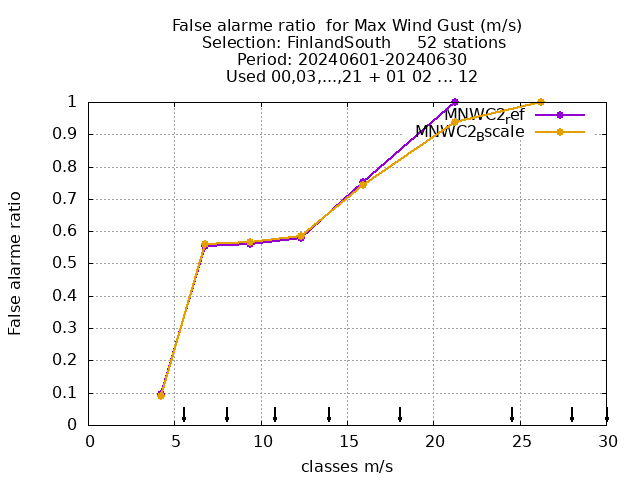 False alarme ratio  for Max Wind Gust (m/s)
Selection: FinlandSouth     52 stations
Period: 20240601-20240630
Used 00,03,...,21 + 01 02 ... 12
MNWC2ref
MNWC2Bscale
1
0.9
0.8
0.7
0.6
0.5
0.4
0.3
0.2
0.1
0
False alarme ratio
0 5 10 15 20 25 30
classes m/s